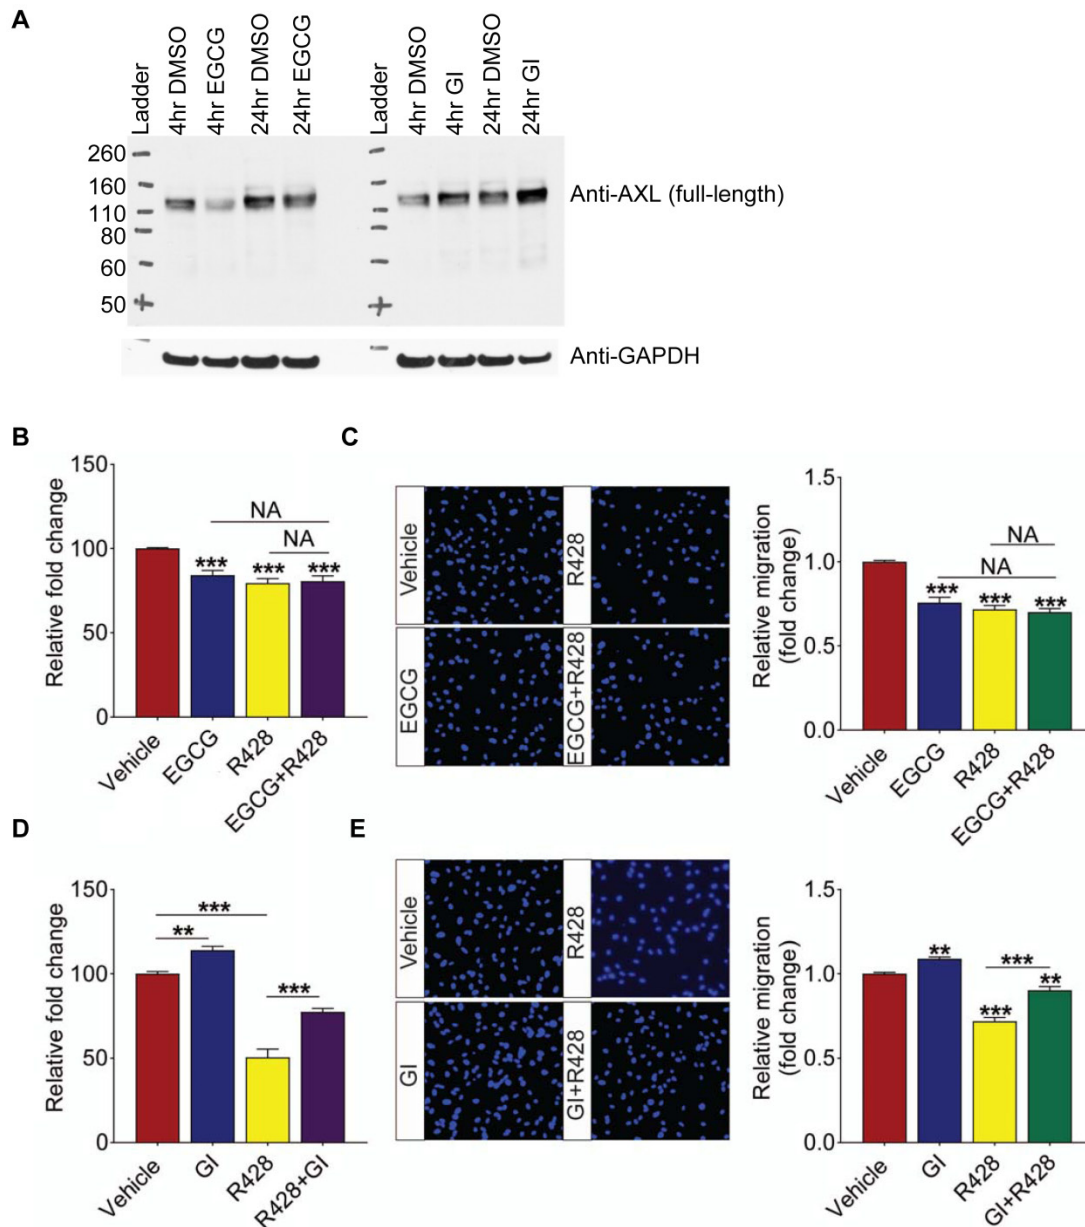 A
Ladder
4hr DMSO
4hr EGCG
24hr DMSO
24hr EGCG
Ladder
4hr DMSO
4hr GI
24hr DMSO
24hr GI
260
160
110
80
60
50
Anti-AXL (full-length)
Anti-GAPDH
B
Relative fold change
150
100
50
0
NA
NA
***
***
***
Vehicle
EGCG
R428
EGCG+R428
C
Vehicle
R428
EGCG
EGCG+R428
Relative migration
(fold change)
1.5
1.0
0.5
0.0
NA
NA
***
***
***
Vehicle
EGCG
R428
EGCG+R428
D
Relative fold change
150
100
50
0
***
**
***
Vehicle
GI
R428
R428+GI
E
Vehicle
R428
GI
GI+R428
Relative migration
(fold change)
1.5
1.0
0.5
0.0
**
***
***
**
Vehicle
GI
R428
GI+R428